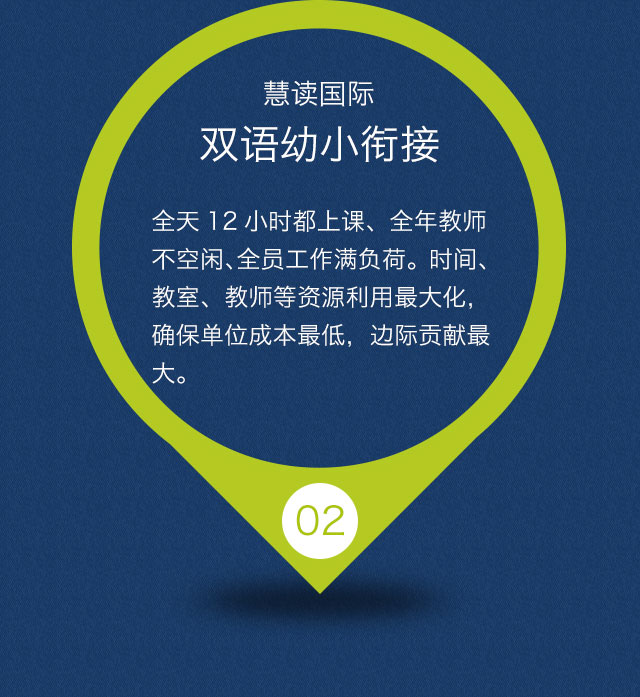 慧读国际
双语幼小衔接
全天 12 小时都上课、全年教师
不空闲、全员工作满负荷。时间、
教室、教师等资源利用最大化，
确保单位成本最低，边际贡献最
大。
02